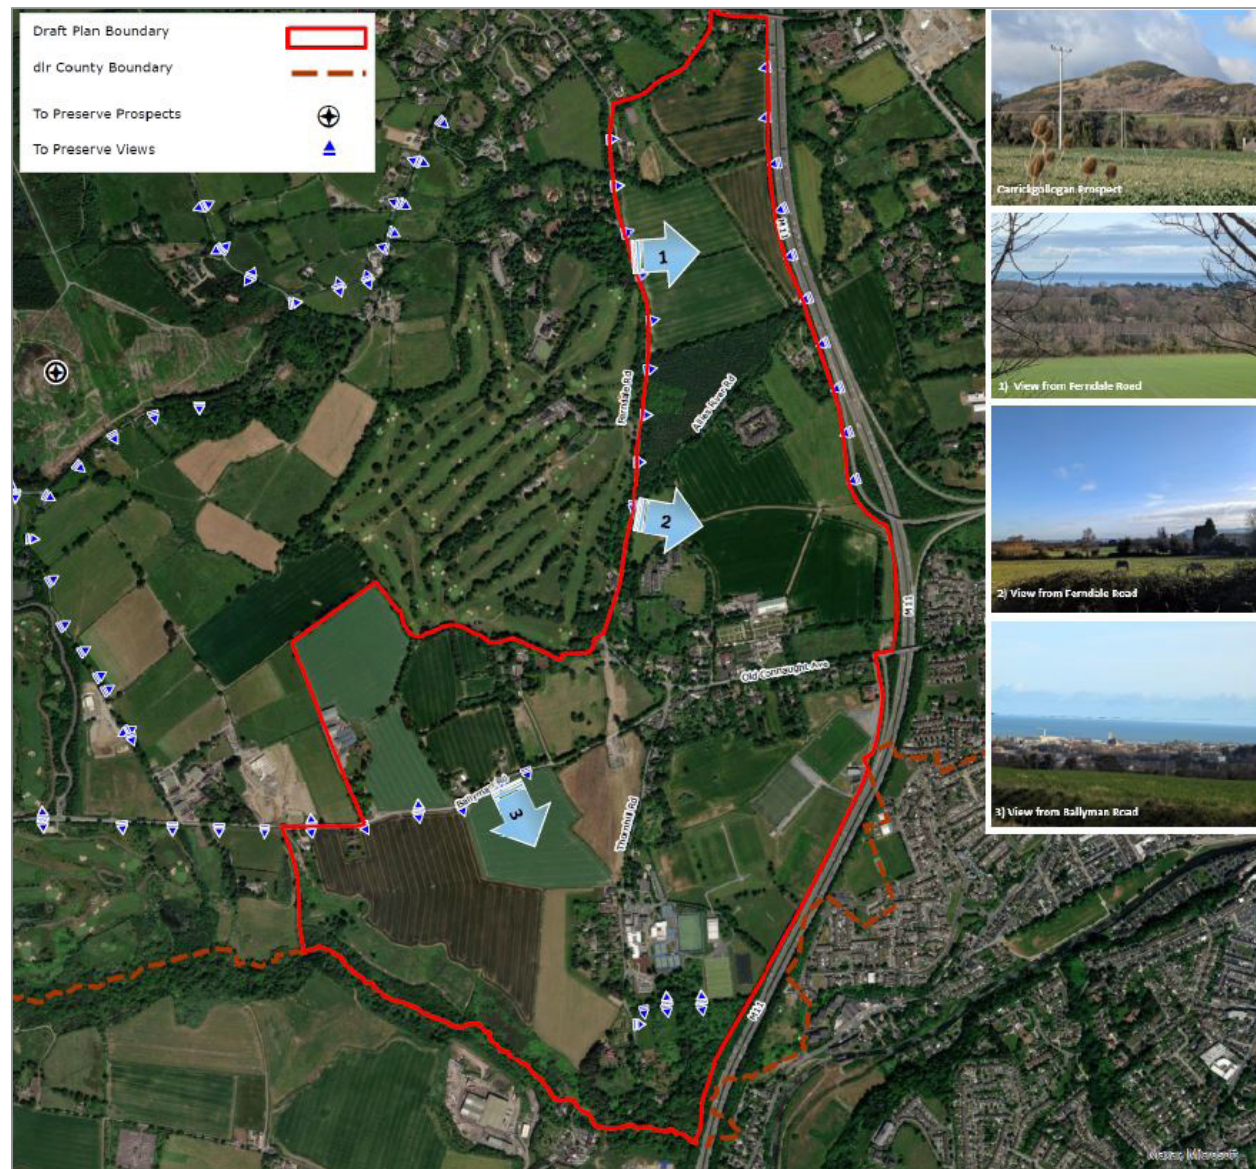 Draft Plan Boundary
dlr County Boundary
To Preserve Prospects
To Preserve Views
Carrickgollogan Prospect
1) View from Ferndale Road
2) View from Ferndale Road
3) View from Ballyman Road
M11
1
Ferndale Rd
Allies River Rd
2
M11
Old Connaught Ave
3
Thornhill Rd
M11
Maxar, Microsoft